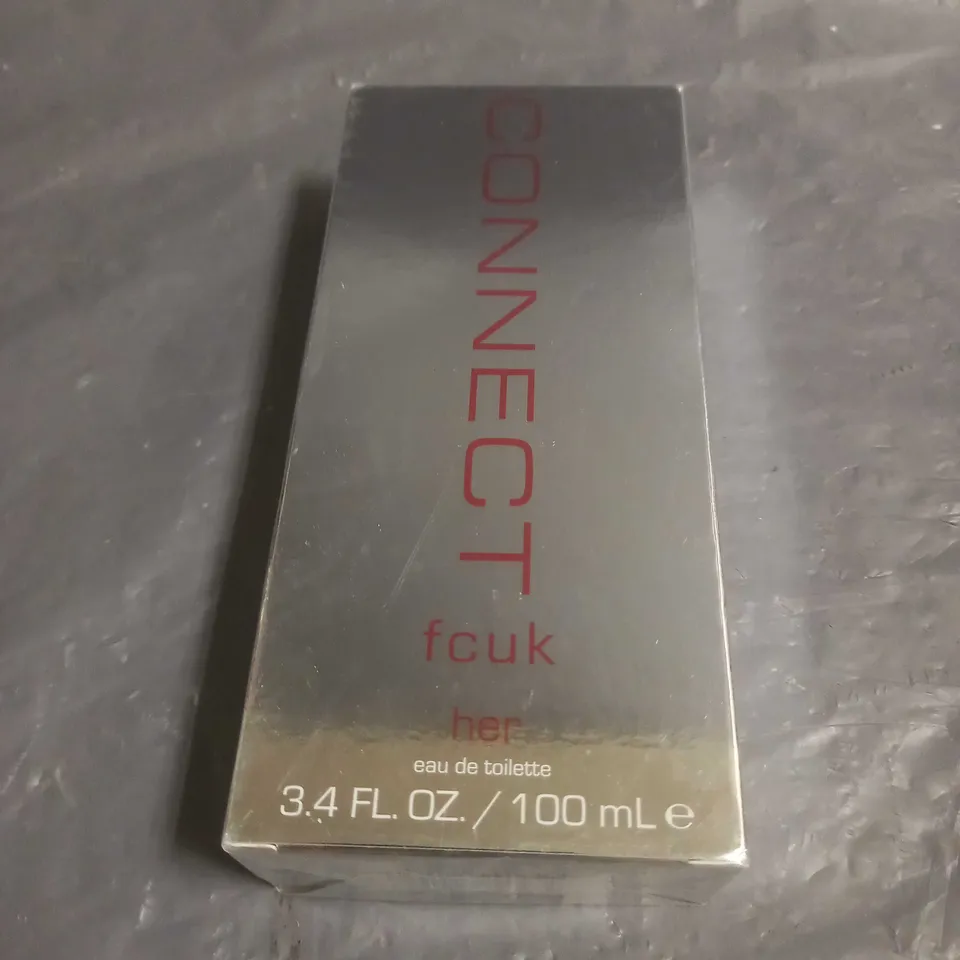 CONNECT
fcuk
her
eau de toilette
3.4 FL. OZ. / 100 mL ℮